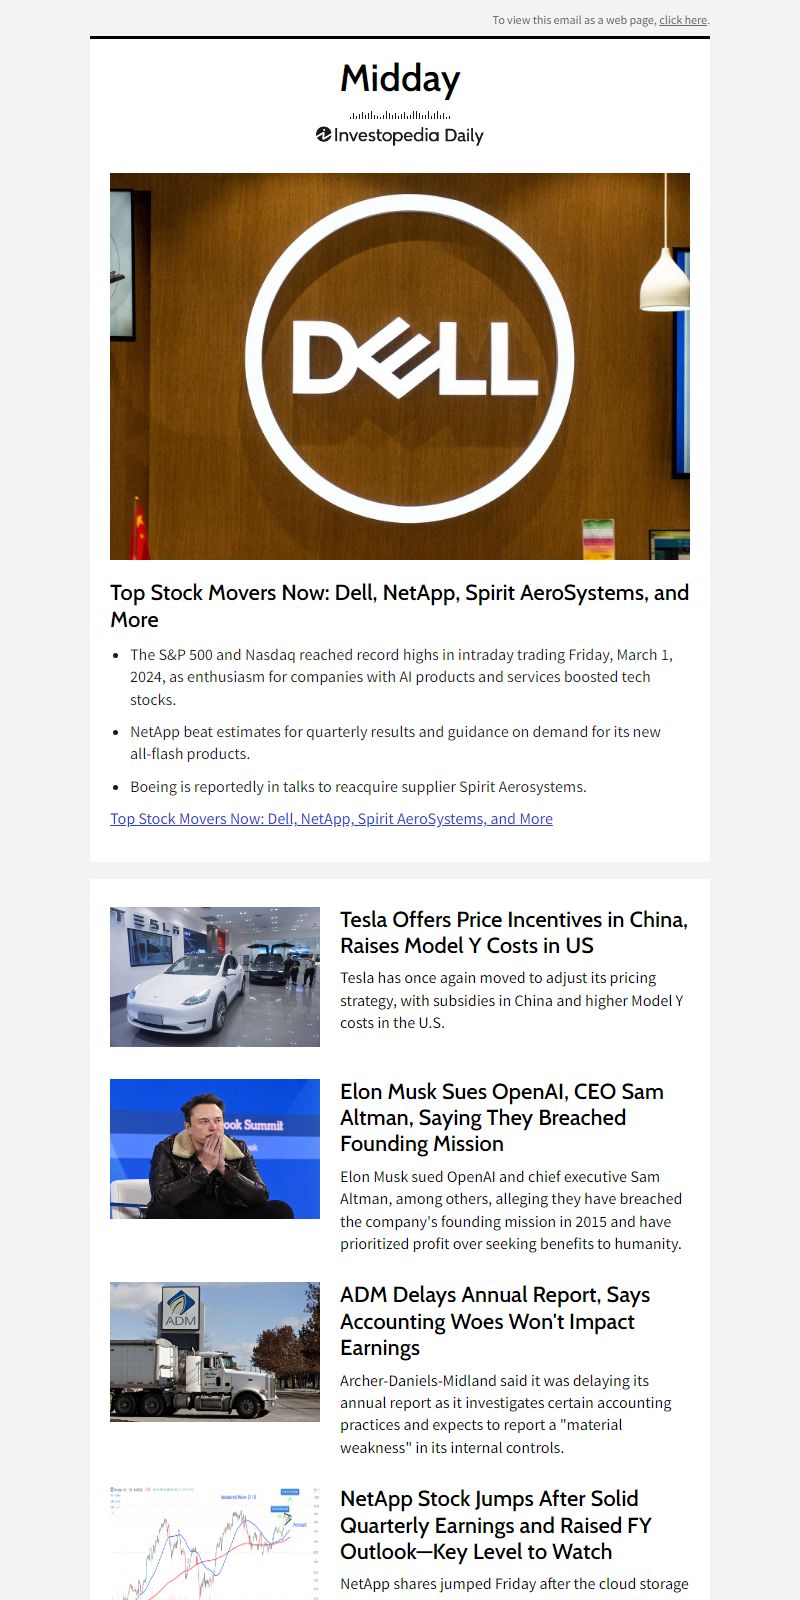 To view this email as a web page, click here.
Midday
Investopedia Daily
DELL
Top Stock Movers Now: Dell, NetApp, Spirit AeroSystems, and
More
• The S&P 500 and Nasdaq reached record highs in intraday trading Friday, March 1,
2024, as enthusiasm for companies with AI products and services boosted tech
stocks.
• NetApp beat estimates for quarterly results and guidance on demand for its new
all-flash products.
• Boeing is reportedly in talks to reacquire supplier Spirit Aerosystems.
Top Stock Movers Now: Dell, NetApp, Spirit AeroSystems, and More
TESLA
Tesla Offers Price Incentives in China,
Raises Model Y Costs in US
Tesla has once again moved to adjust its pricing
strategy, with subsidies in China and higher Model Y
costs in the U.S.
ook Summit
Elon Musk Sues OpenAI, CEO Sam
Altman, Saying They Breached
Founding Mission
Elon Musk sued OpenAI and chief executive Sam
Altman, among others, alleging they have breached
the company's founding mission in 2015 and have
prioritized profit over seeking benefits to humanity.
ADM
ADM Delays Annual Report, Says
Accounting Woes Won't Impact
Earnings
Archer-Daniels-Midland said it was delaying its
annual report as it investigates certain accounting
practices and expects to report a "material
weakness" in its internal controls.
NetApp Stock Jumps After Solid
Quarterly Earnings and Raised FY
Outlook—Key Level to Watch
NetApp shares jumped Friday after the cloud storage